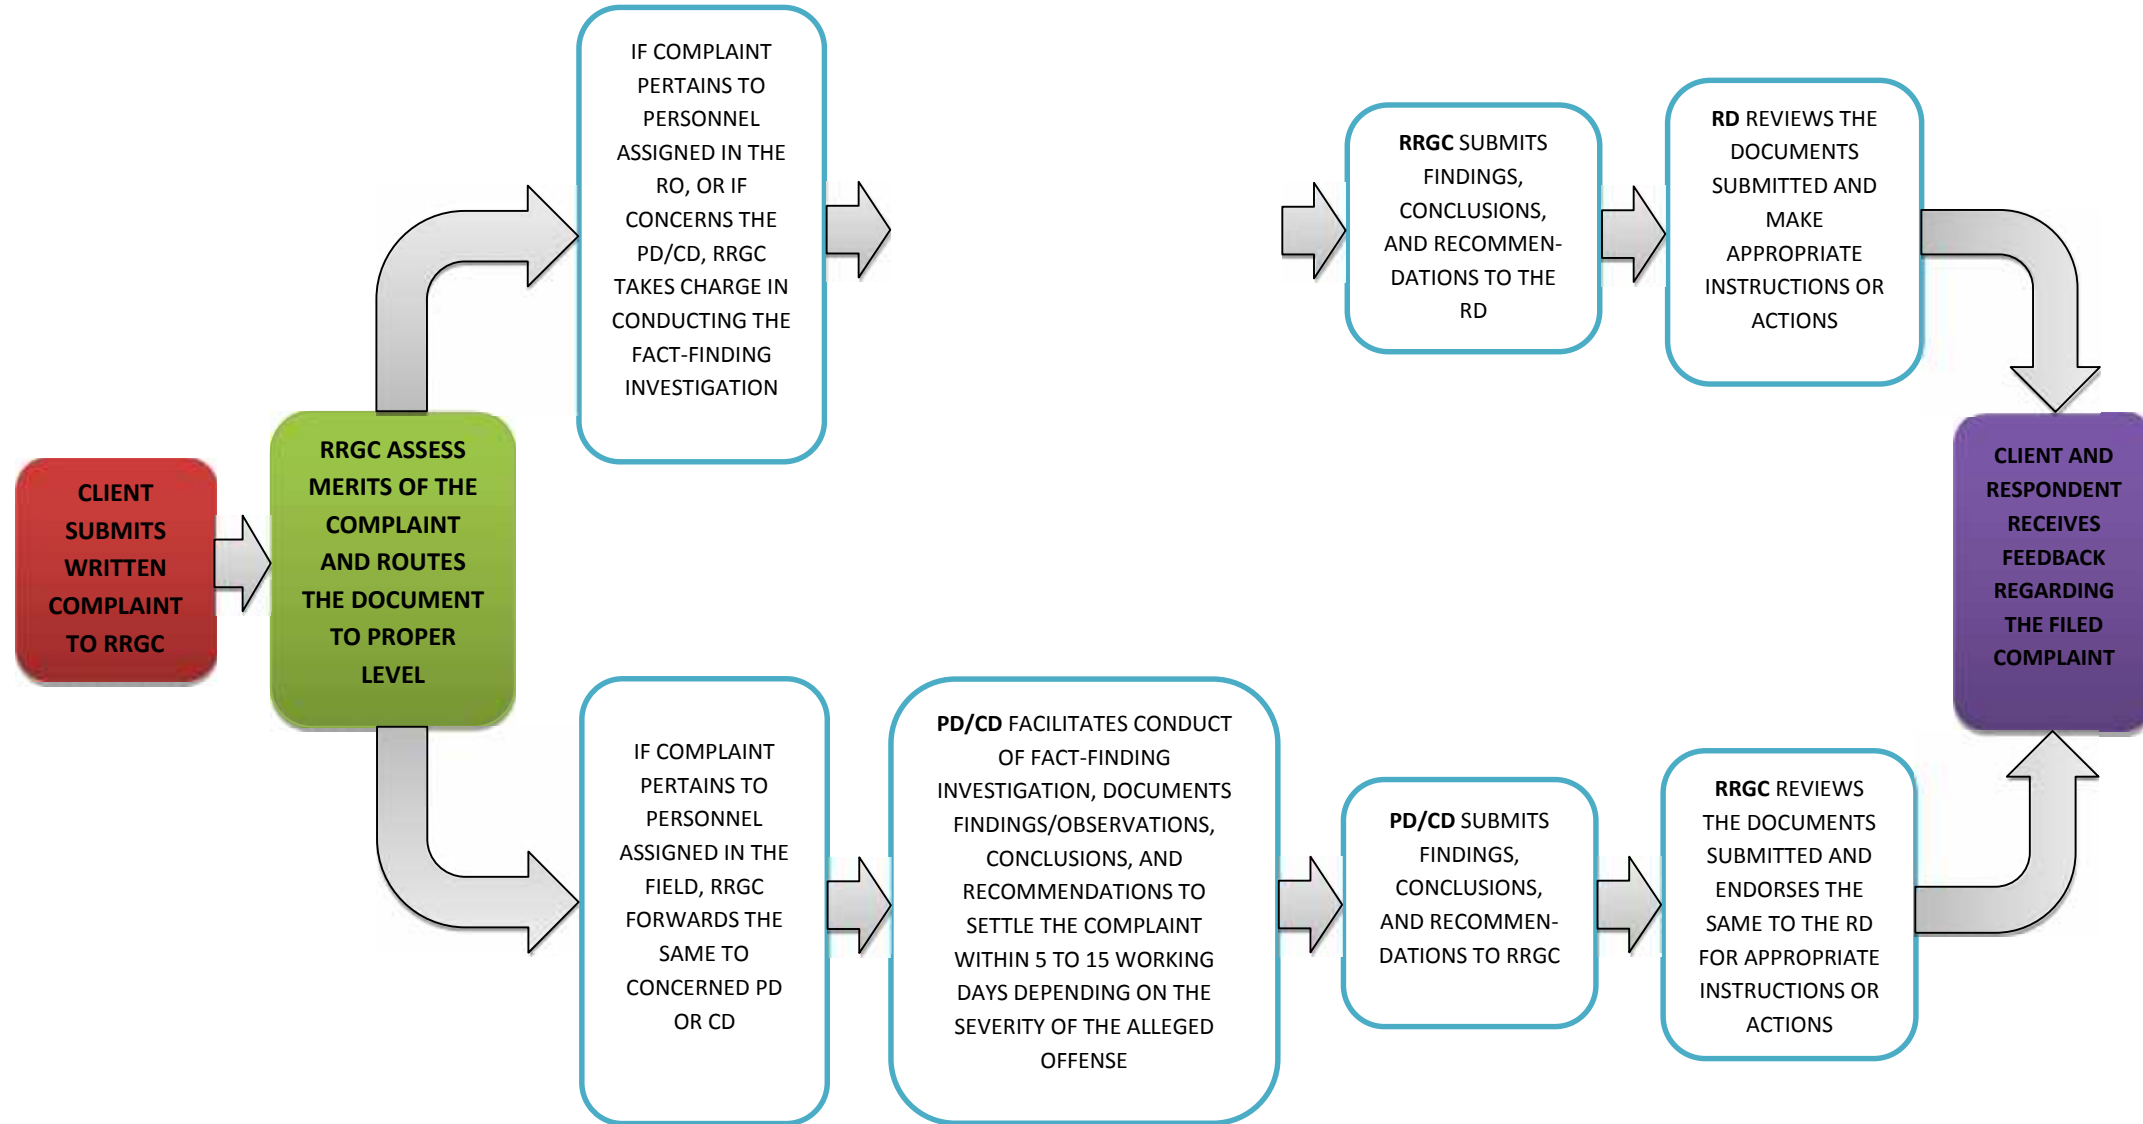 CLIENT
SUBMITS
WRITTEN
COMPLAINT
TO RRGC
RRGC ASSESS
MERITS OF THE
COMPLAINT
AND ROUTES
THE DOCUMENT
TO PROPER
LEVEL
IF COMPLAINT
PERTAINS TO
PERSONNEL
ASSIGNED IN THE
RO, OR IF
CONCERNS THE
PD/CD, RRGC
TAKES CHARGE IN
CONDUCTING THE
FACT-FINDING
INVESTIGATION
RRGC SUBMITS
FINDINGS,
CONCLUSIONS,
AND RECOMMEN-
DATIONS TO THE
RD
RD REVIEWS THE
DOCUMENTS
SUBMITTED AND
MAKE
APPROPRIATE
INSTRUCTIONS OR
ACTIONS
IF COMPLAINT
PERTAINS TO
PERSONNEL
ASSIGNED IN THE
FIELD, RRGC
FORWARDS THE
SAME TO
CONCERNED PD
OR CD
PD/CD FACILITATES CONDUCT
OF FACT-FINDING
INVESTIGATION, DOCUMENTS
FINDINGS/OBSERVATIONS,
CONCLUSIONS, AND
RECOMMENDATIONS TO
SETTLE THE COMPLAINT
WITHIN 5 TO 15 WORKING
DAYS DEPENDING ON THE
SEVERITY OF THE ALLEGED
OFFENSE
PD/CD SUBMITS
FINDINGS,
CONCLUSIONS,
AND RECOMMEN-
DATIONS TO RRGC
RRGC REVIEWS
THE DOCUMENTS
SUBMITTED AND
ENDORSES THE
SAME TO THE RD
FOR APPROPRIATE
INSTRUCTIONS OR
ACTIONS
CLIENT AND
RESPONDENT
RECEIVES
FEEDBACK
REGARDING
THE FILED
COMPLAINT